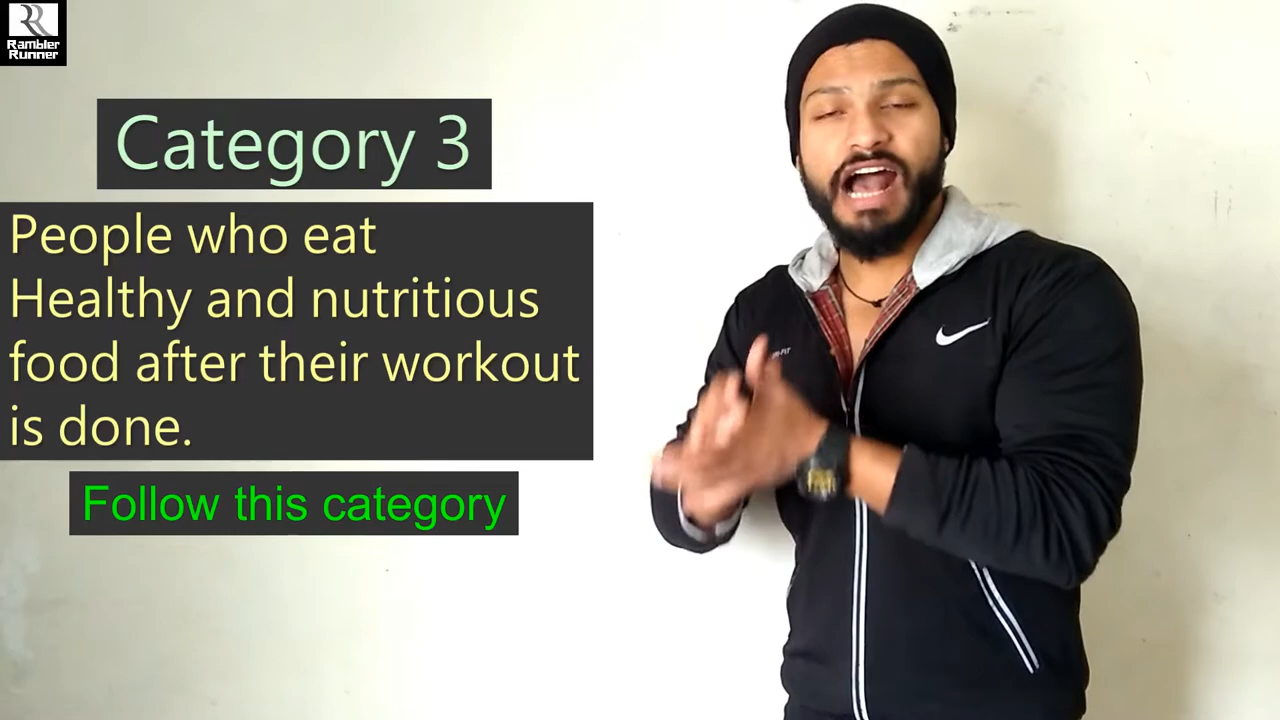 Rambler
Runner
Category 3
People who eat
Healthy and nutritious
food after their workout
is done.
Follow this category